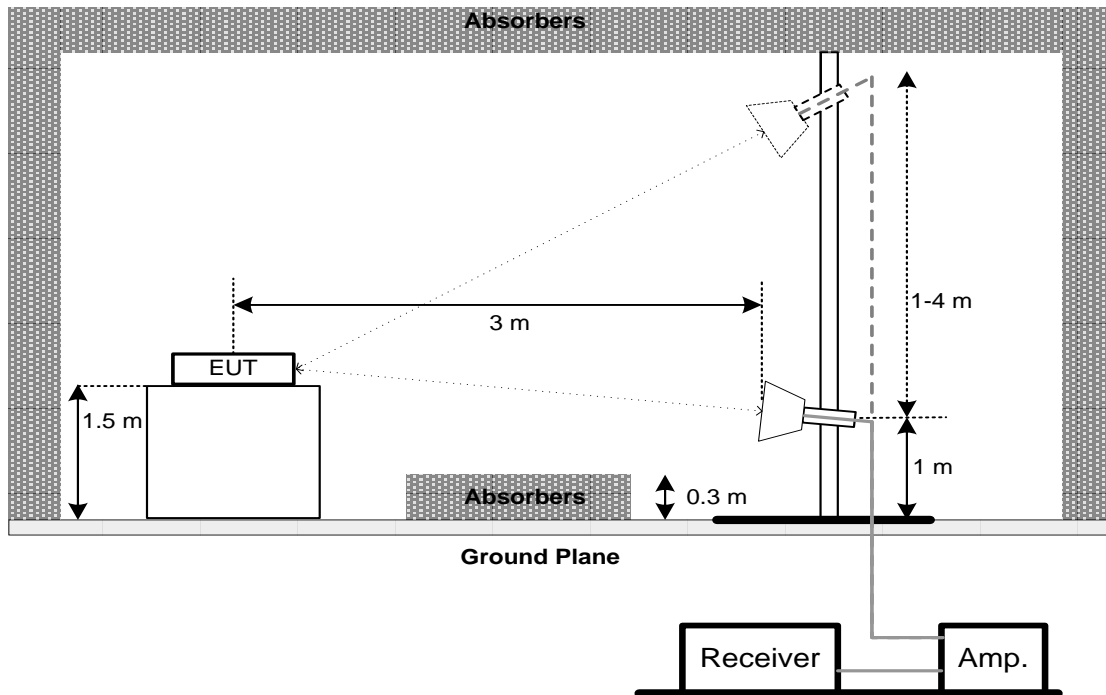 Absorbers
1-4 m
3 m
EUT
1.5 m
1 m
Absorbers
0.3 m
Ground Plane
Receiver
Amp.